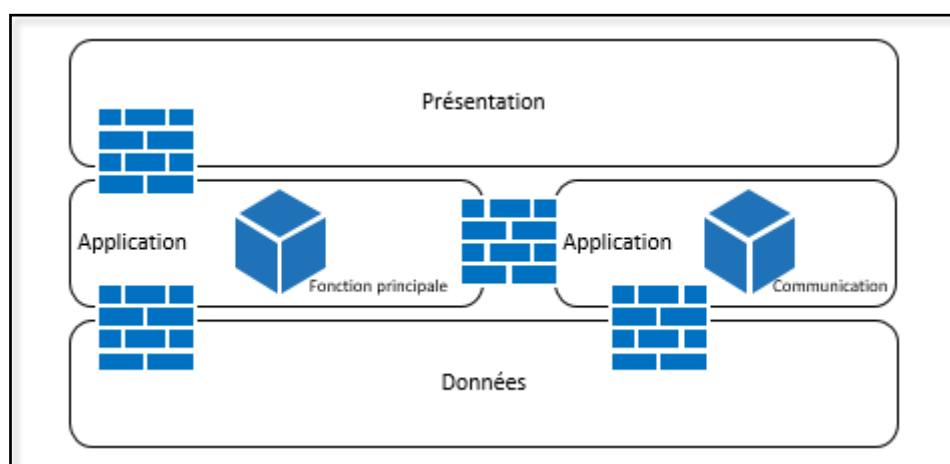 Présentation
Application
Fonction principale
Application
Communication
Données